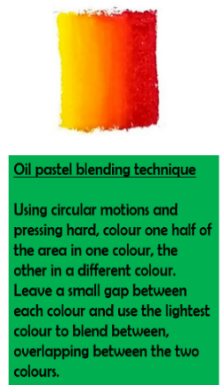 Oil pastel blending technique
Using circular motions and
pressing hard, colour one half of
the area in one colour, the
other in a different colour.
Leave a small gap between
each colour and use the lightest
colour to blend between,
overlapping between the two
colours.